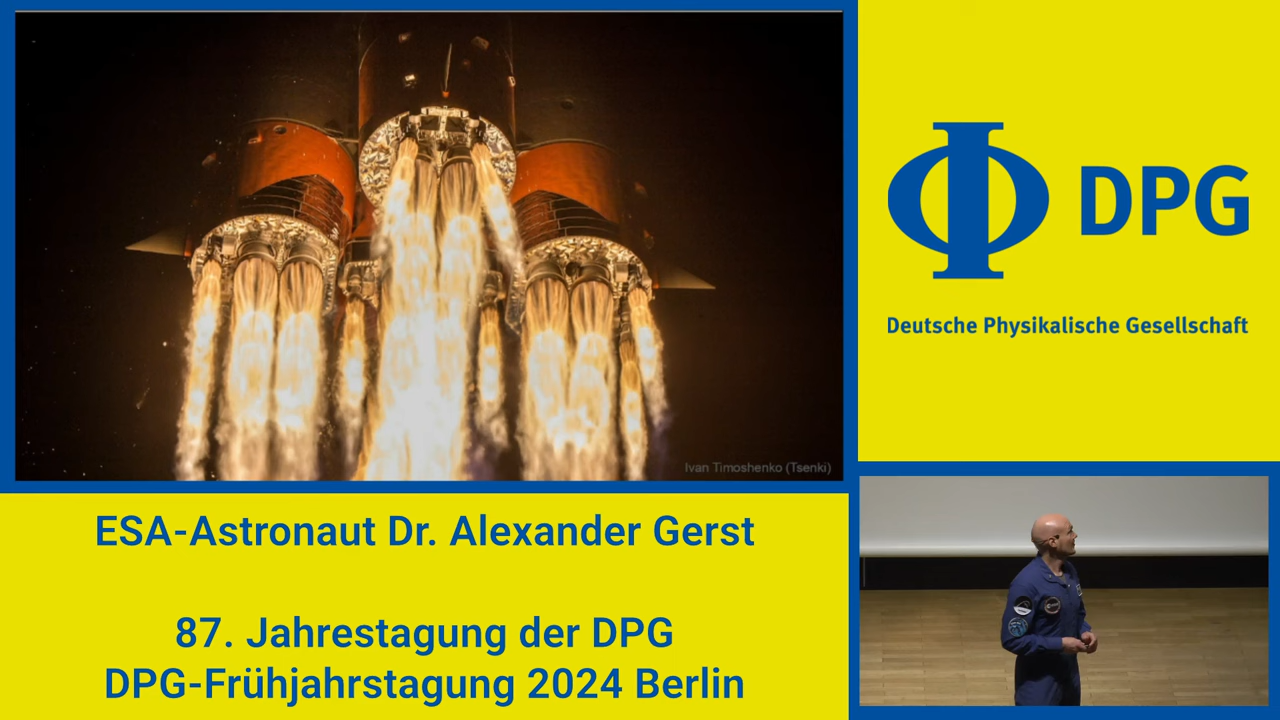 Ivan Timoshenko (Tsenki)
DPG
Deutsche Physikalische Gesellschaft
ESA-Astronaut Dr. Alexander Gerst
87. Jahrestagung der DPG
DPG-Frühjahrstagung 2024 Berlin